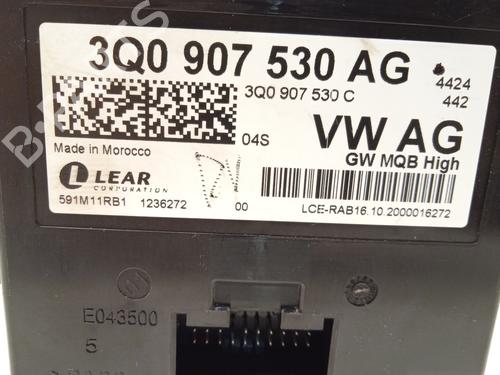 3Q0 907 530 AG
4424
3Q0 907 530 C
442
04S
VW AG
Made in Morocco
GW MQB High
LEAR
CORPORATION
591M11RB1 1236272
00
LCE-RAB16.10.2000016272
E043500
5